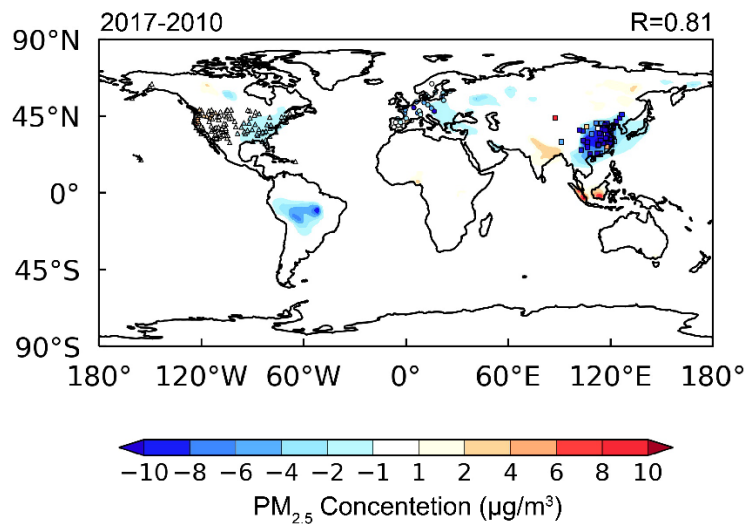 2017-2010 R=0.81
90°N
45°N
0°
45°S
90°S
180° 120°W 60°W 0° 60°E 120°E 180°
−10 −8 −6 −4 −2 −1 1 2 4 6 8 10
PM2.5 Concentetion (µg/m³)